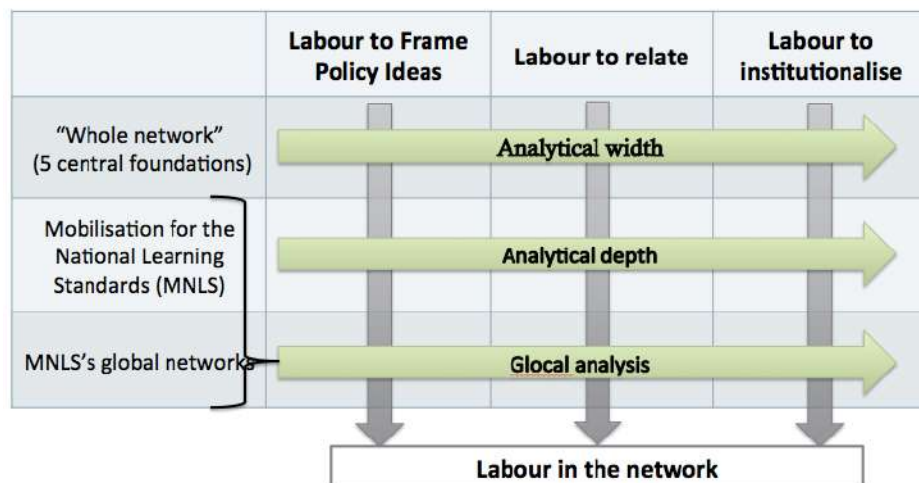 Labour to Frame
Policy Ideas
Labour to relate
Labour to
institutionalise
“Whole network”
(5 central foundations)
Analytical width
Mobilisation for the
National Learning
Standards (MNLS)
Analytical depth
MNLS’s global networks
Glocal analysis
Labour in the network